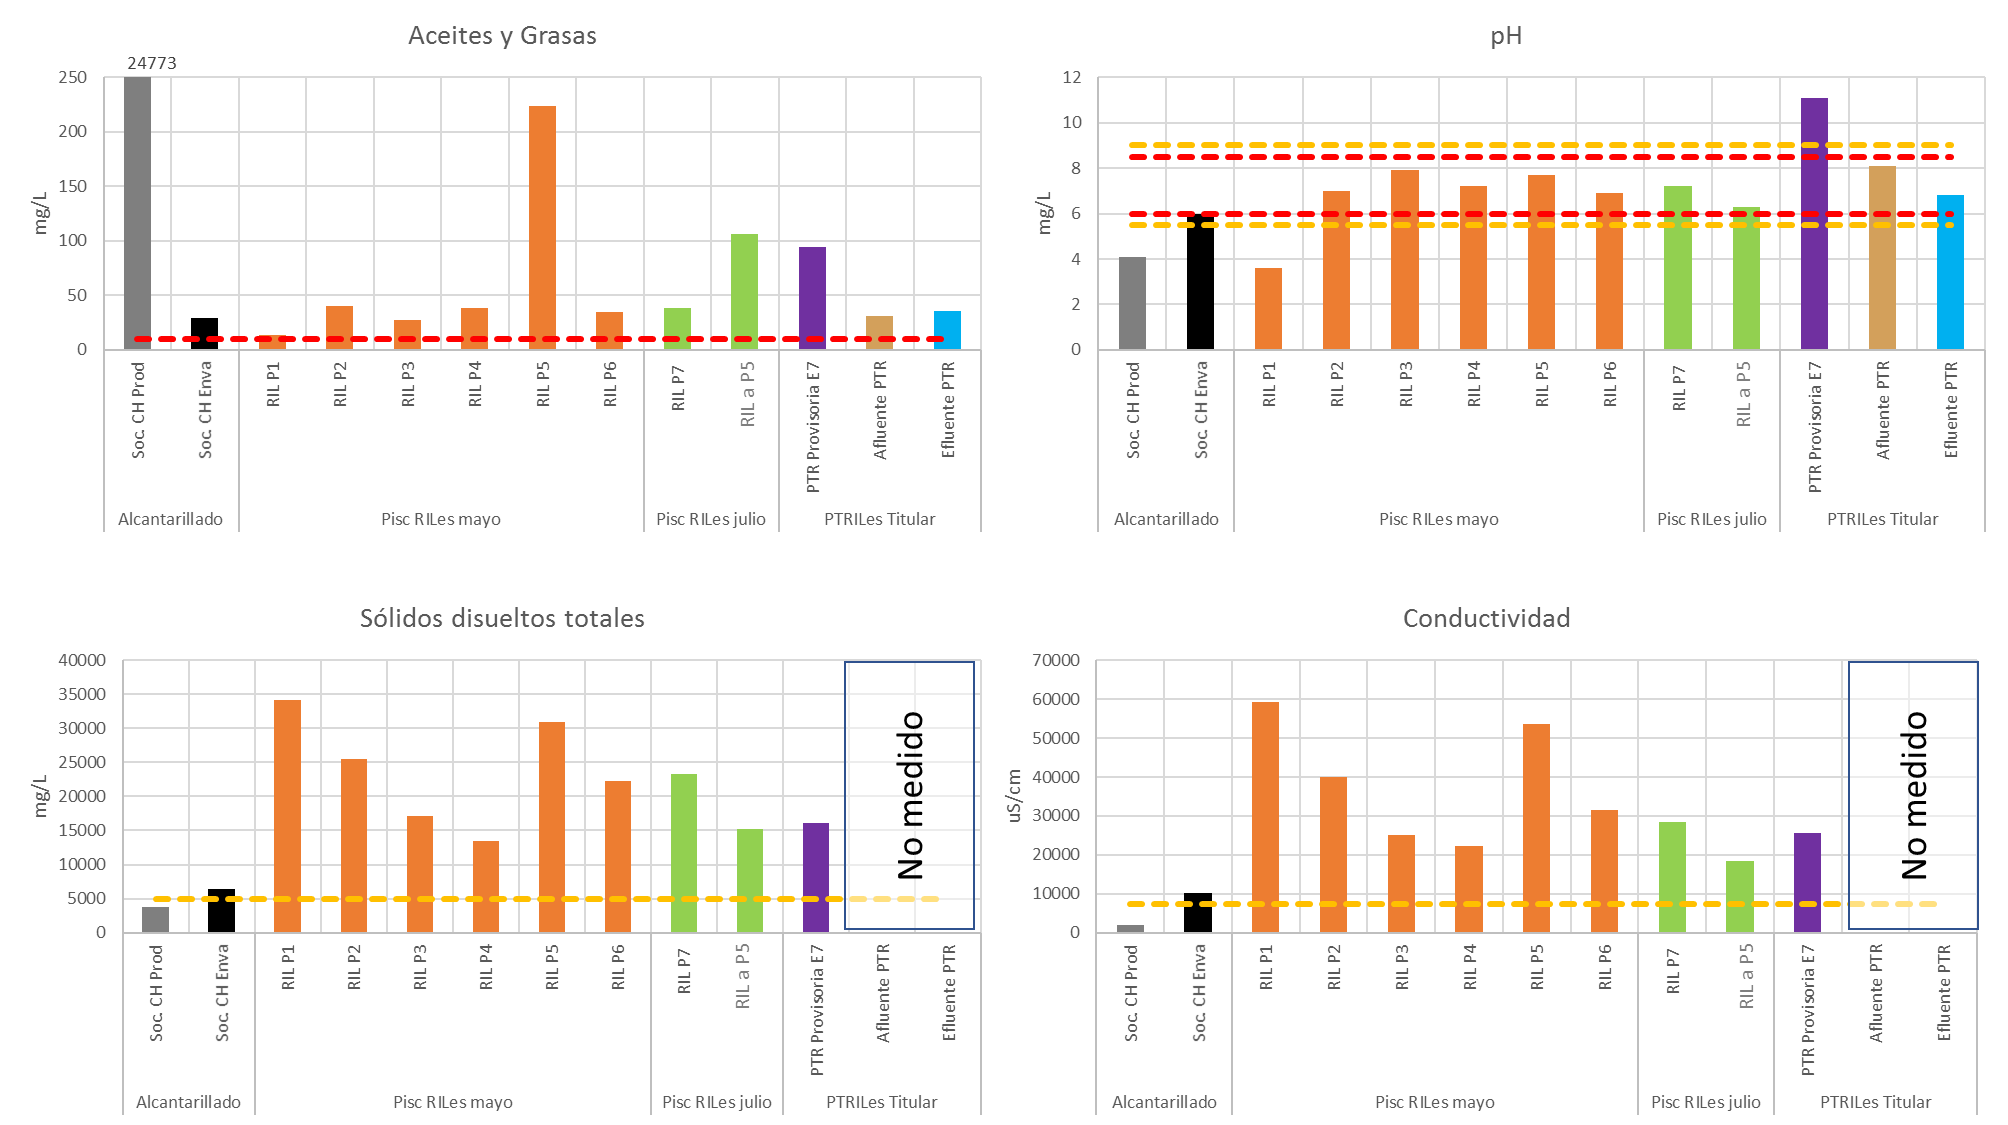 Aceites y Grasas
24773
250
200
150
100
50
0
mg/L
Soc. CH Prod
Soc. CH Enva
RIL P1
RIL P2
RIL P3
RIL P4
RIL P5
RIL P6
RIL P7
RIL a P5
PTR Provisoria E7
Afluente PTR
Efluente PTR
Alcantarillado
Pisc RILes mayo
Pisc RILes julio
PTRILes Titular
pH
12
10
8
6
4
2
0
mg/L
Soc. CH Prod
Soc. CH Enva
RIL P1
RIL P2
RIL P3
RIL P4
RIL P5
RIL P6
RIL P7
RIL a P5
PTR Provisoria E7
Afluente PTR
Efluente PTR
Alcantarillado
Pisc RILes mayo
Pisc RILes julio
PTRILes Titular
Sólidos disueltos totales
40000
35000
30000
25000
20000
15000
10000
5000
0
mg/L
No medido
Soc. CH Prod
Soc. CH Enva
RIL P1
RIL P2
RIL P3
RIL P4
RIL P5
RIL P6
RIL P7
RIL a P5
PTR Provisoria E7
Afluente PTR
Efluente PTR
Alcantarillado
Pisc RILes mayo
Pisc RILes julio
PTRILes Titular
Conductividad
70000
60000
50000
40000
30000
20000
10000
0
uS/cm
No medido
Soc. CH Prod
Soc. CH Enva
RIL P1
RIL P2
RIL P3
RIL P4
RIL P5
RIL P6
RIL P7
RIL a P5
PTR Provisoria E7
Afluente PTR
Efluente PTR
Alcantarillado
Pisc RILes mayo
Pisc RILes julio
PTRILes Titular